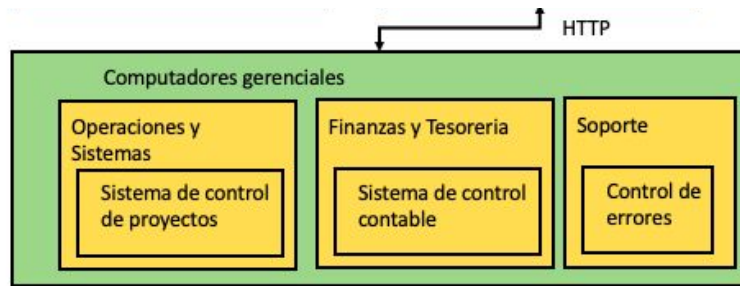 HTTP
Computadores gerenciales
Operaciones y
Sistemas
Sistema de control
de proyectos
Finanzas y Tesoreria
Sistema de control
contable
Soporte
Control de
errores